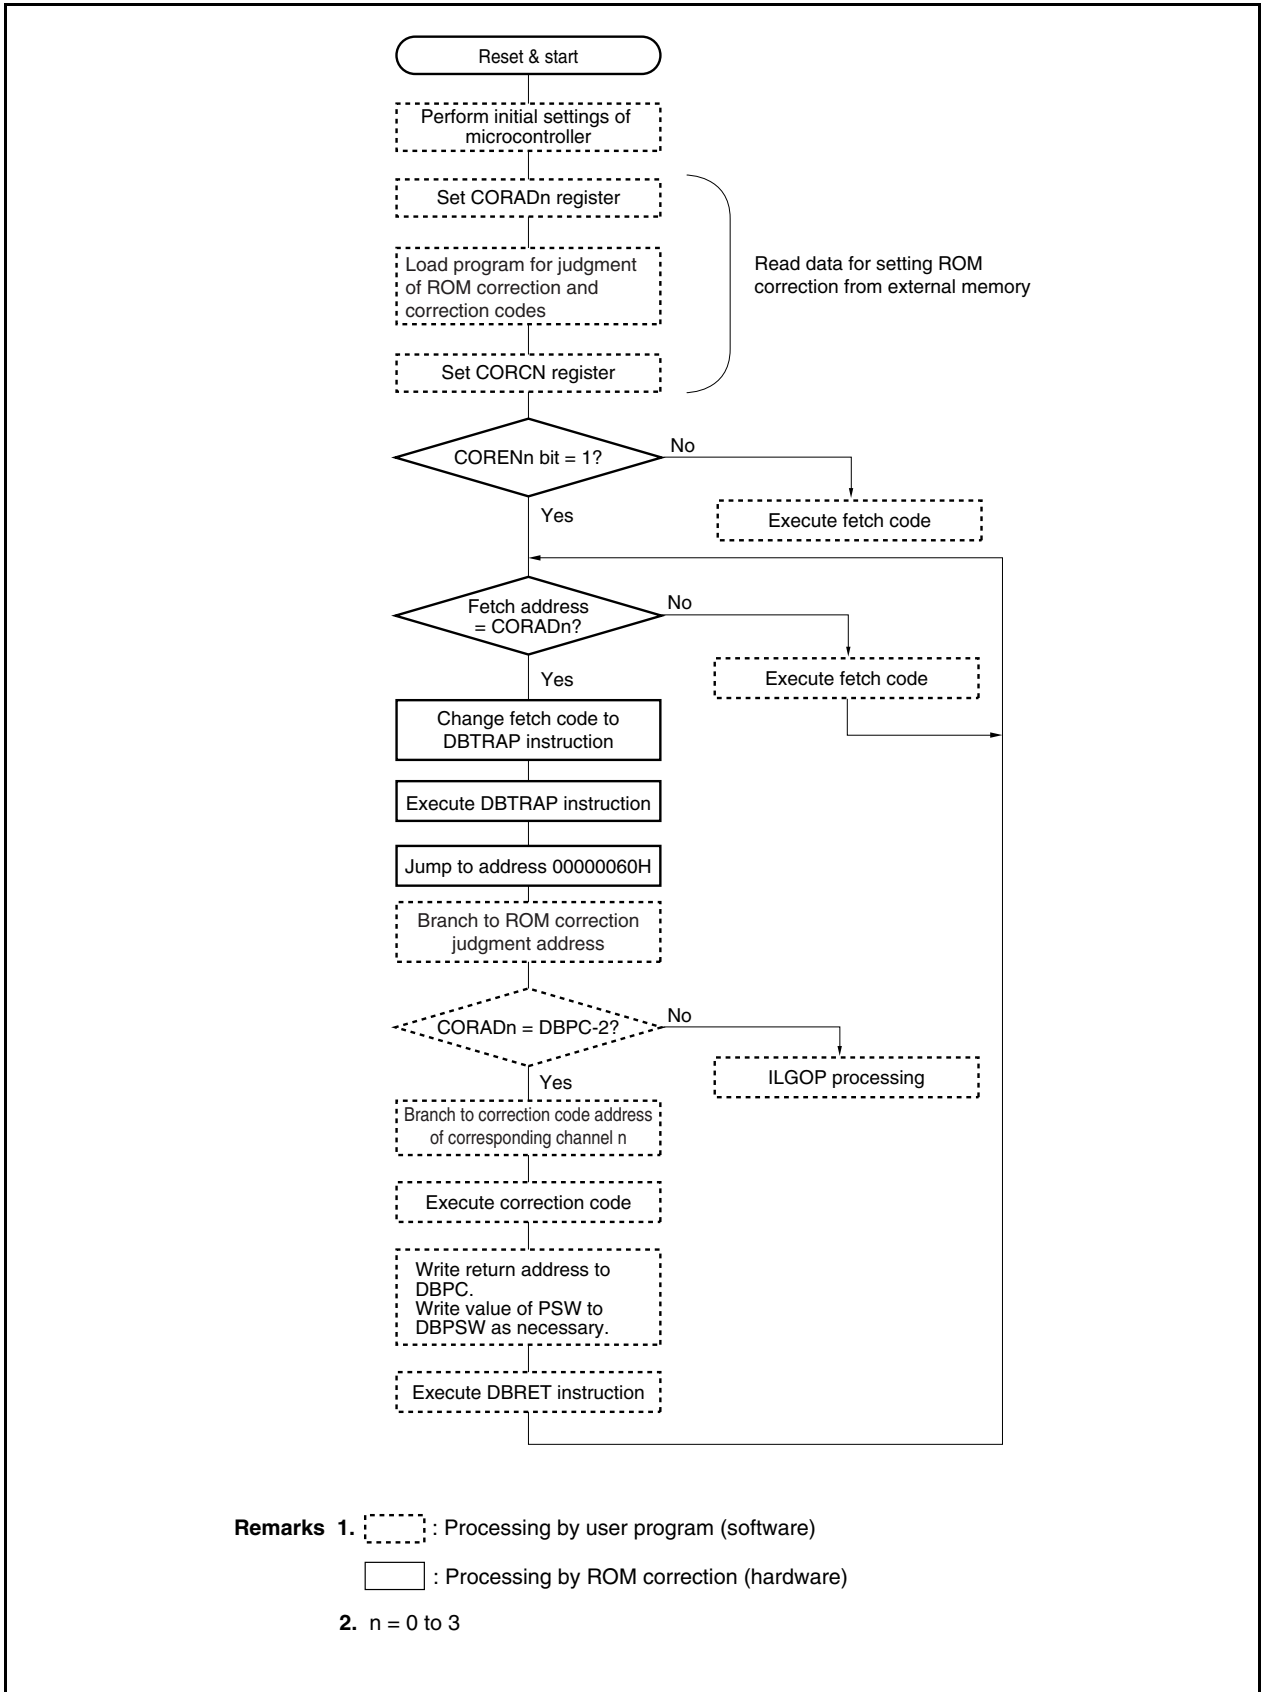 Reset & start
Perform initial settings of
microcontroller
Set CORADn register
Load program for judgment
of ROM correction and
correction codes
Read data for setting ROM
correction from external memory
Set CORCN register
CORENn bit = 1?
No
Yes
Execute fetch code
Fetch address
= CORADn?
No
Yes
Execute fetch code
Change fetch code to
DBTRAP instruction
Execute DBTRAP instruction
Jump to address 00000060H
Branch to ROM correction
judgment address
CORADn = DBPC-2?
No
Yes
ILGOP processing
Branch to correction code address
of corresponding channel n
Execute correction code
Write return address to
DBPC.
Write value of PSW to
DBPSW as necessary.
Execute DBRET instruction
Remarks 1. : Processing by user program (software)
: Processing by ROM correction (hardware)
2. n = 0 to 3